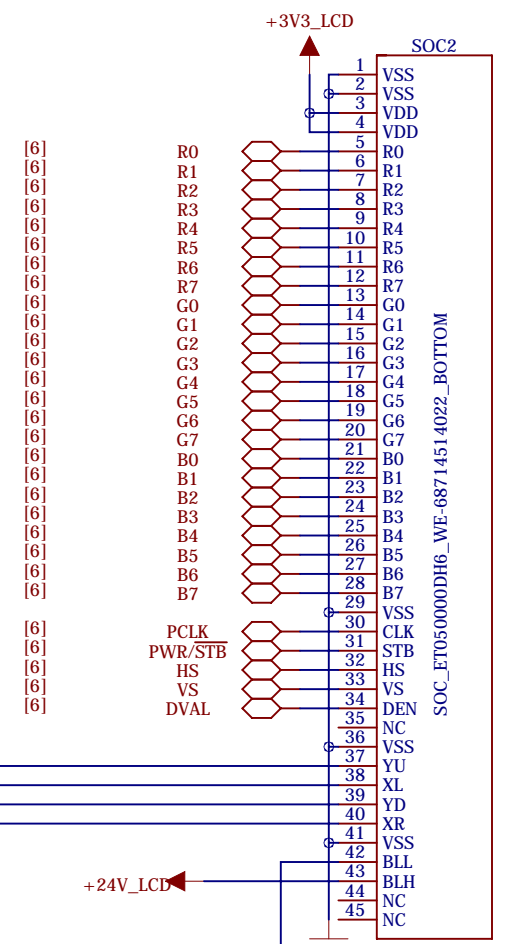 +3V3_LCD
SOC2
1 VSS
2 VSS
3 VDD
4 VDD
[6] R0 5 R0
[6] R1 6 R1
[6] R2 7 R2
[6] R3 8 R3
[6] R4 9 R4
[6] R5 10 R5
[6] R6 11 R6
[6] R7 12 R7
[6] G0 13 G0
[6] G1 14 G1
[6] G2 15 G2
[6] G3 16 G3
[6] G4 17 G4
[6] G5 18 G5
[6] G6 19 G6
[6] G7 20 G7
[6] B0 21 B0
[6] B1 22 B1
[6] B2 23 B2
[6] B3 24 B3
[6] B4 25 B4
[6] B5 26 B5
[6] B6 27 B6
[6] B7 28 B7
29 VSS
[6] PCLK 30 CLK
[6] PWR/STB 31 STB
[6] HS 32 HS
[6] VS 33 VS
[6] DVAL 34 DEN
35 NC
36 VSS
37 YU
38 XL
39 YD
40 XR
41 VSS
42 BLL
+24V_LCD 43 BLH
44 NC
45 NC
SOC_ET050000DH6_WE-68714514022_BOTTOM